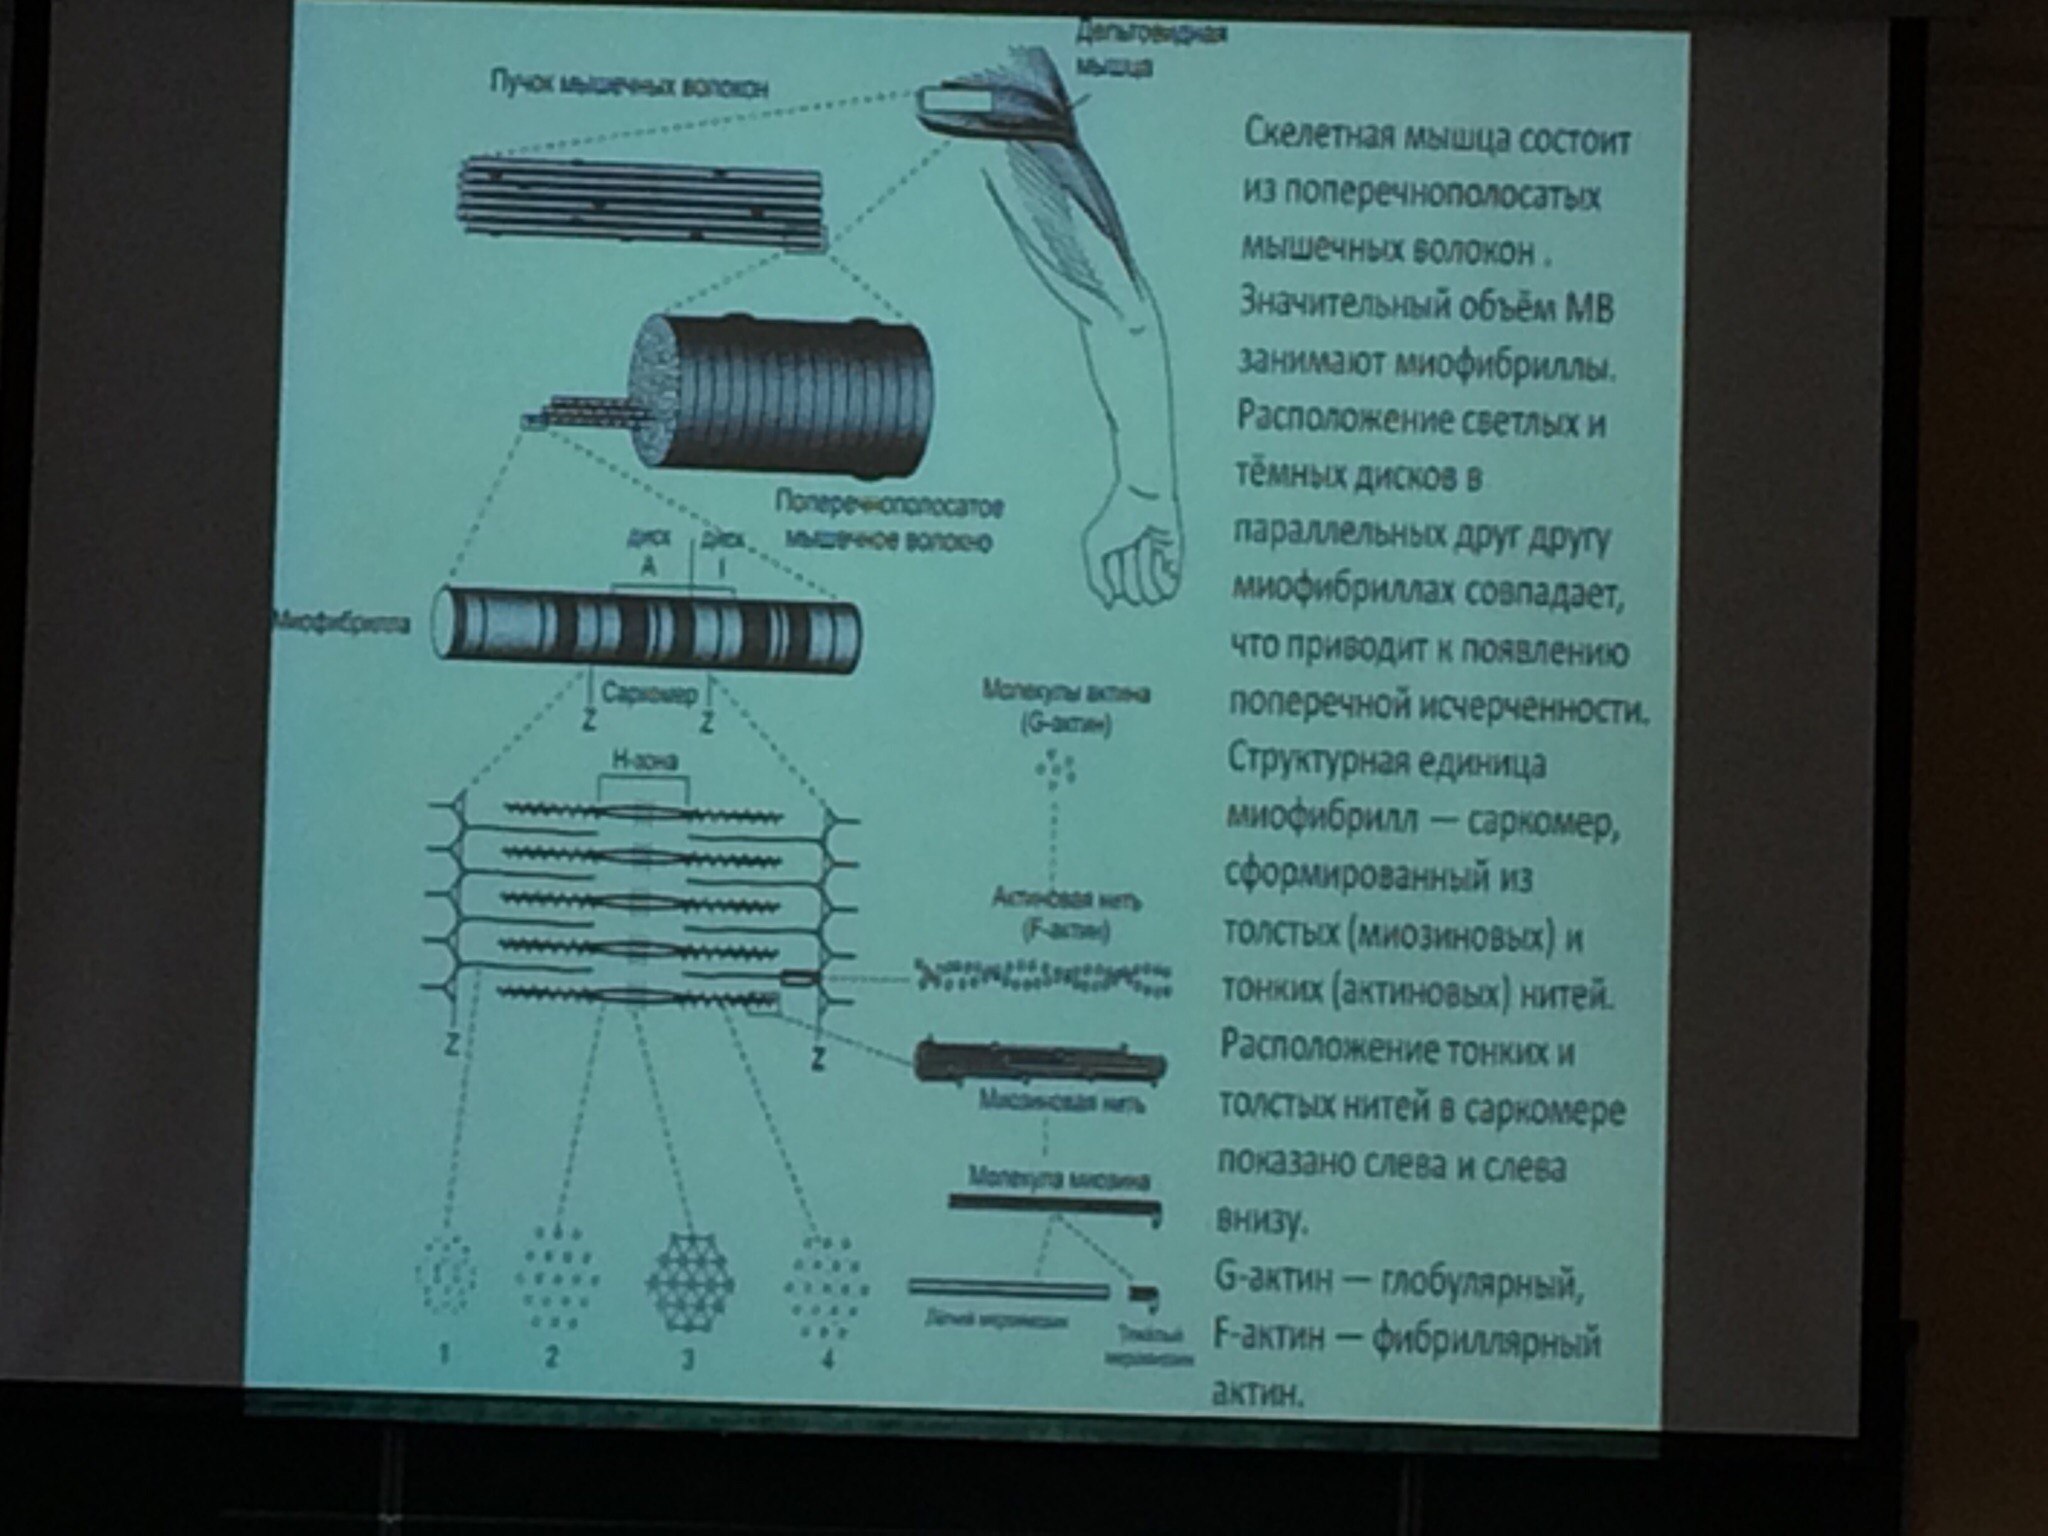 Дельтовидная
мышца
Пучок мышечных волокон
Поперечнополосатое
мышечное волокно
диск
А
диск
I
Миофибрилла
Саркомер
Z
Z
Н-зона
Z
Z
1
2
3
4
Молекулы актина
(G-актин)
Актиновая нить
(F-актин)
Миозиновая нить
Молекула миозина
Лёгкий меромиозин
Тяжёлый
меромиозин
Скелетная мышца состоит
из поперечнополосатых
мышечных волокон .
Значительный объём МВ
занимают миофибриллы.
Расположение светлых и
тёмных дисков в
параллельных друг другу
миофибриллах совпадает,
что приводит к появлению
поперечной исчерченности.
Структурная единица
миофибрилл — саркомер,
сформированный из
толстых (миозиновых) и
тонких (актиновых) нитей.
Расположение тонких и
толстых нитей в саркомере
показано слева и слева
внизу.
G-актин — глобулярный,
F-актин — фибриллярный
актин.